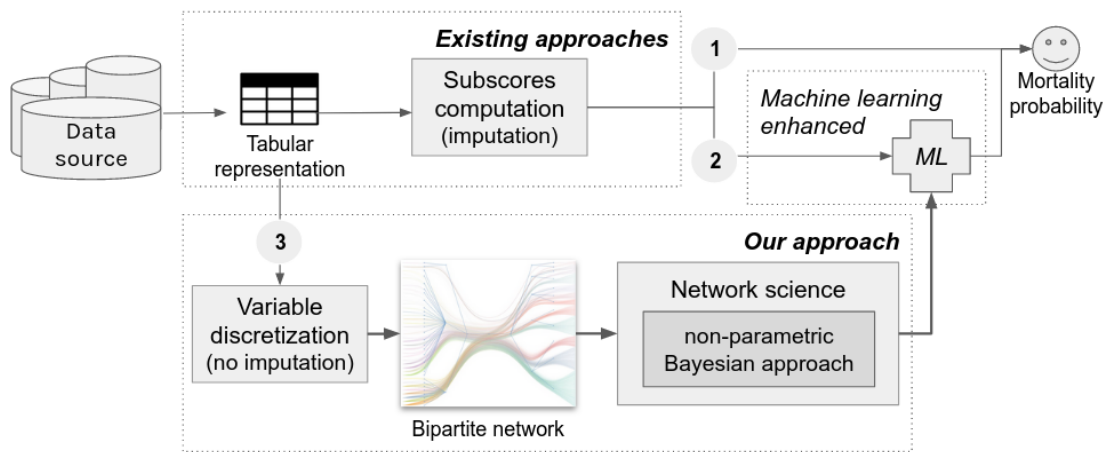 Existing approaches
1
Data
source
Tabular
representation
Subscores
computation
(imputation)
Machine learning
enhanced
Mortality
probability
2
ML
3
Our approach
Variable
discretization
(no imputation)
Bipartite network
Network science
non-parametric
Bayesian approach